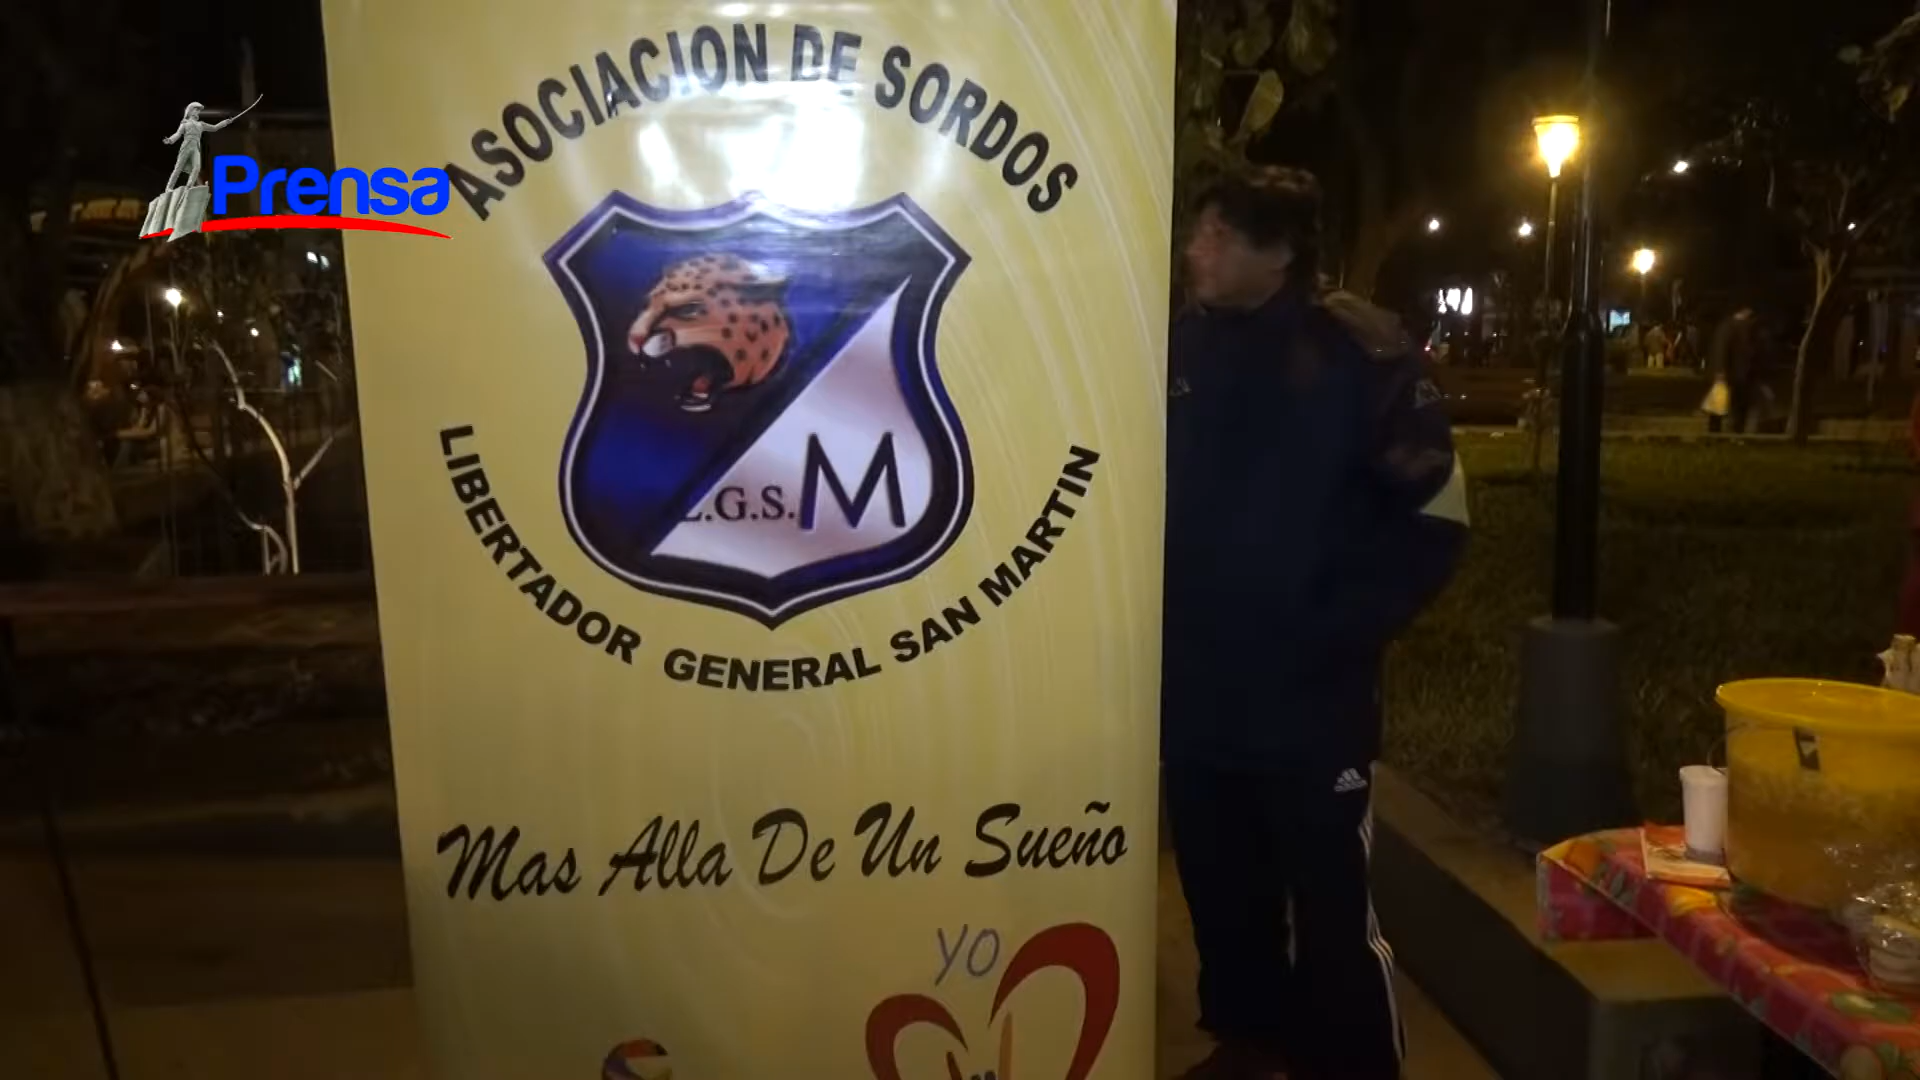 Prensa
ASOCIACION DE SORDOS
L.G.S.M
LIBERTADOR GENERAL SAN MARTIN
Mas Alla De Un Sueño
YO